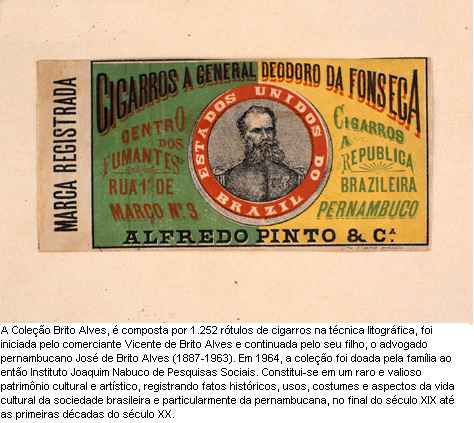 MARCA REGISTRADA
CIGARROS A GENERAL DEODORO DA FONSECA
CENTRO
DOS
FUMANTES
RUA 1º DE
MARÇO Nº 3
ESTADOS UNIDOS DO
BRAZIL
CIGARROS
A
REPUBLICA
BRAZILEIRA
PERNAMBUCO
ALFREDO PINTO & Cª.
A Coleção Brito Alves, é composta por 1.252 rótulos de cigarros na técnica litográfica, foi
iniciada pelo comerciante Vicente de Brito Alves e continuada pelo seu filho, o advogado
pernambucano José de Brito Alves (1887-1963). Em 1964, a coleção foi doada pela família ao
então Instituto Joaquim Nabuco de Pesquisas Sociais. Constitui-se em um raro e valioso
patrimônio cultural e artístico, registrando fatos históricos, usos, costumes e aspectos da vida
cultural da sociedade brasileira e particularmente da pernambucana, no final do século XIX até
as primeiras décadas do século XX.